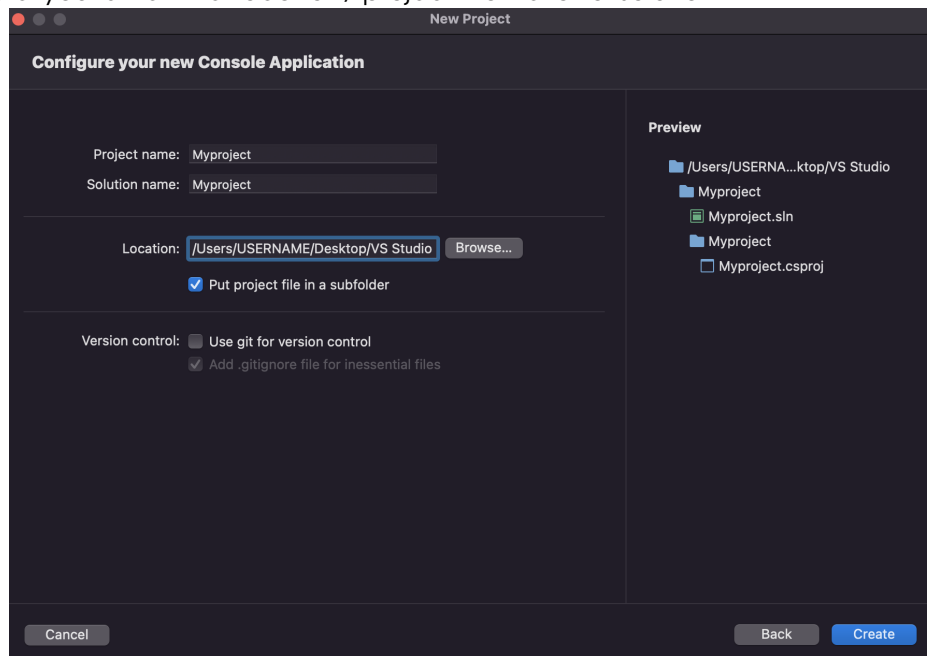 New Project
Configure your new Console Application
Project name: Myproject
Solution name: Myproject
Location: /Users/USERNAME/Desktop/VS Studio Browse...
Put project file in a subfolder
Version control: Use git for version control
Add .gitignore file for inessential files
Preview
/Users/USERNA...ktop/VS Studio
Myproject
Myproject.sln
Myproject
Myproject.csproj
Cancel Back Create